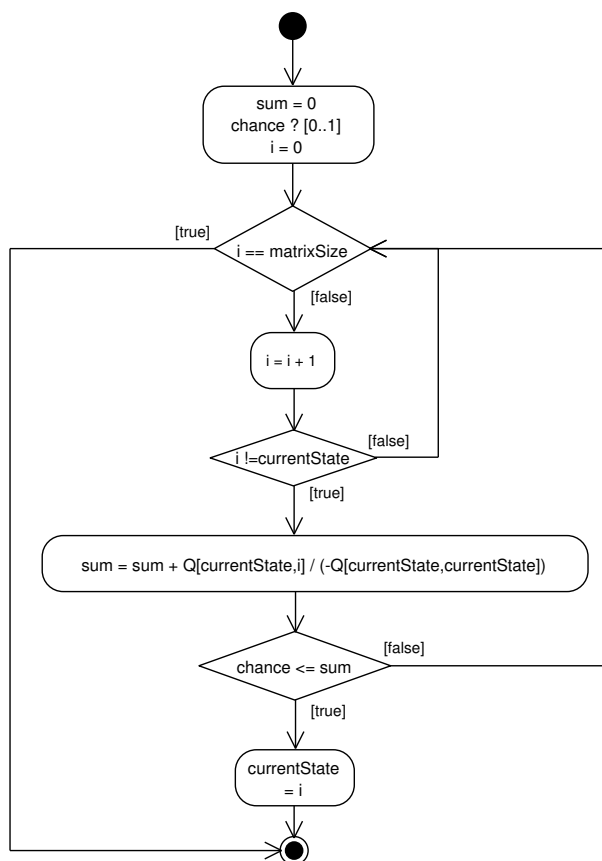 sum = 0
chance ? [0..1]
i = 0
[true]
i == matrixSize
[false]
i = i + 1
[false]
i !=currentState
[true]
sum = sum + Q[currentState,i] / (-Q[currentState,currentState])
[false]
chance <= sum
[true]
currentState
= i